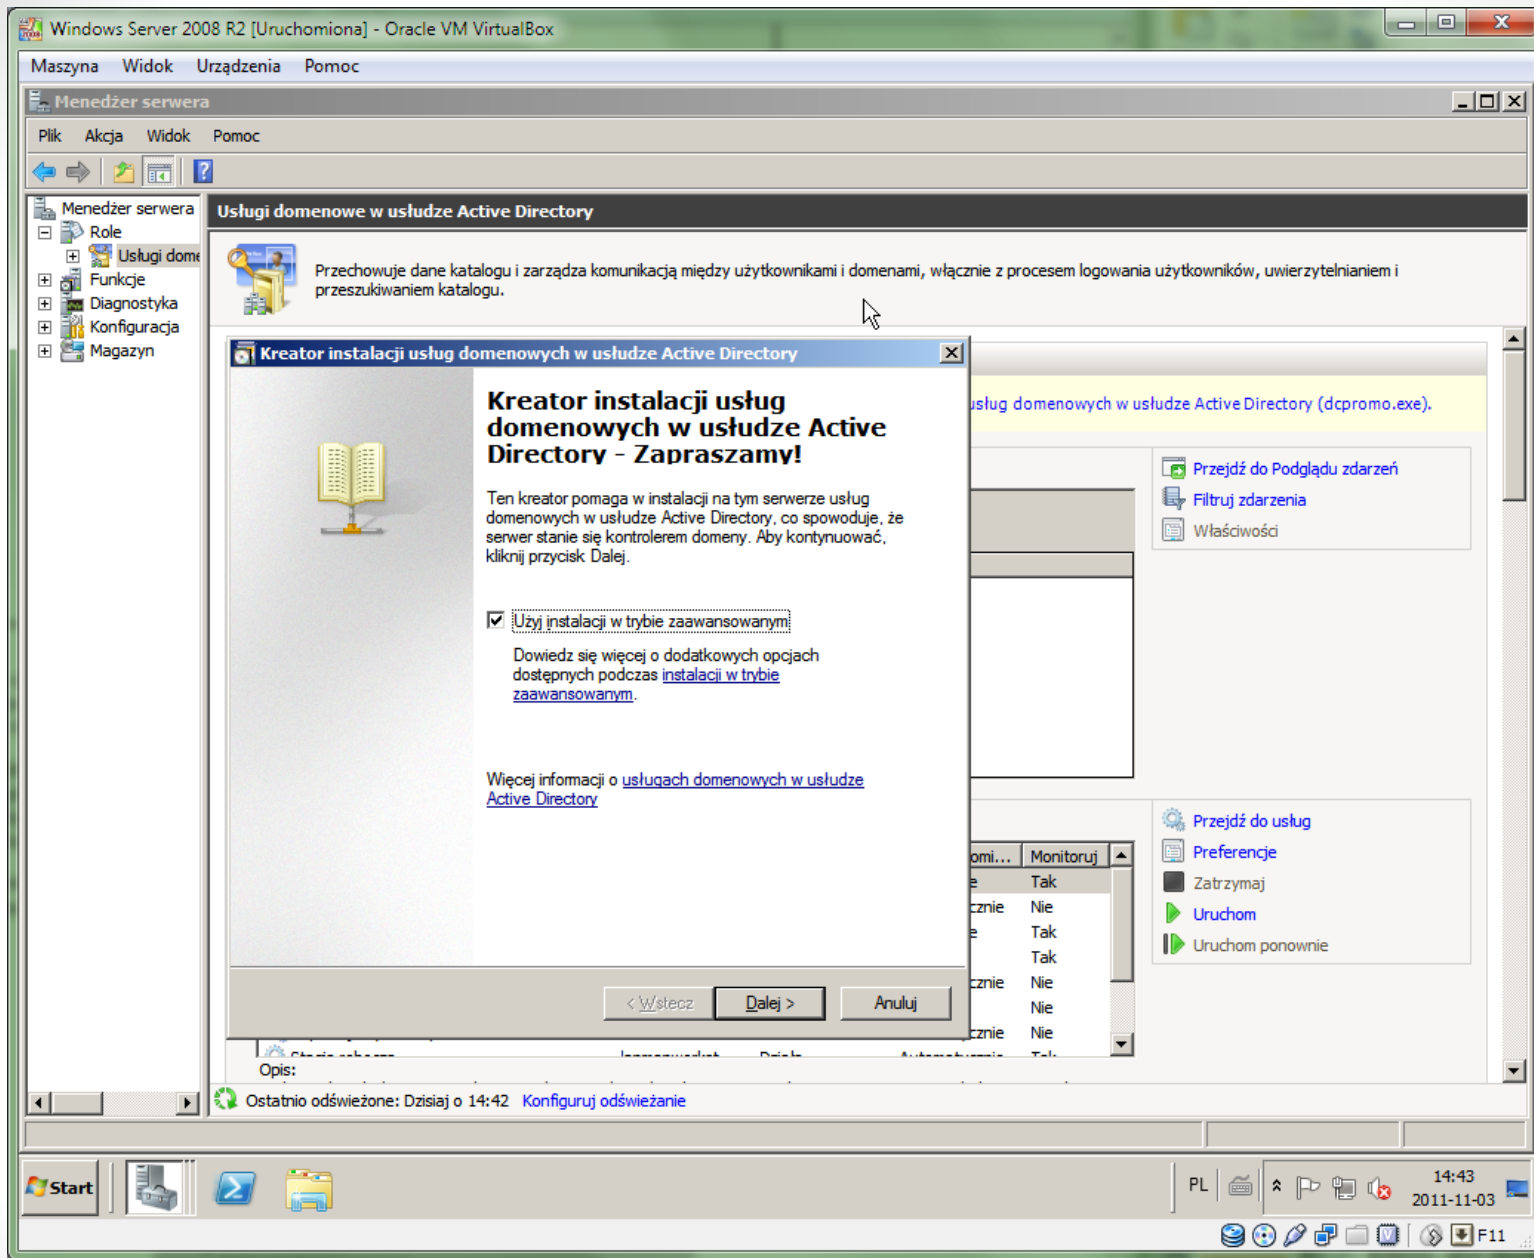 Windows Server 2008 R2 [Uruchomiona] - Oracle VM VirtualBox
Maszyna Widok Urządzenia Pomoc
Menedżer serwera
Plik Akcja Widok Pomoc
Menedżer serwera
Role
Usługi dome
Funkcje
Diagnostyka
Konfiguracja
Magazyn
Usługi domenowe w usłudze Active Directory
Przechowuje dane katalogu i zarządza komunikacją między użytkownikami i domenami, włącznie z procesem logowania użytkowników, uwierzytelnianiem i
przeszukiwaniem katalogu.
Kreator instalacji usług domenowych w usłudze Active Directory
Kreator instalacji usług
domenowych w usłudze Active
Directory - Zapraszamy!
Ten kreator pomaga w instalacji na tym serwerze usług
domenowych w usłudze Active Directory, co spowoduje, że
serwer stanie się kontrolerem domeny. Aby kontynuować,
kliknij przycisk Dalej.
Użyj instalacji w trybie zaawansowanym
Dowiedz się więcej o dodatkowych opcjach
dostępnych podczas instalacji w trybie
zaawansowanym.
Więcej informacji o usługach domenowych w usłudze
Active Directory
< Wstecz Dalej > Anuluj
usług domenowych w usłudze Active Directory (dcpromo.exe).
Przejdź do Podglądu zdarzeń
Filtruj zdarzenia
Właściwości
Przejdź do usług
Preferencje
Zatrzymaj
Uruchom
Uruchom ponownie
omi... Monitoruj
e Tak
cznie Nie
e Tak
Tak
cznie Nie
Nie
cznie Nie
Opis:
Ostatnio odświeżone: Dzisiaj o 14:42 Konfiguruj odświeżanie
Start
PL
14:43
2011-11-03
F11